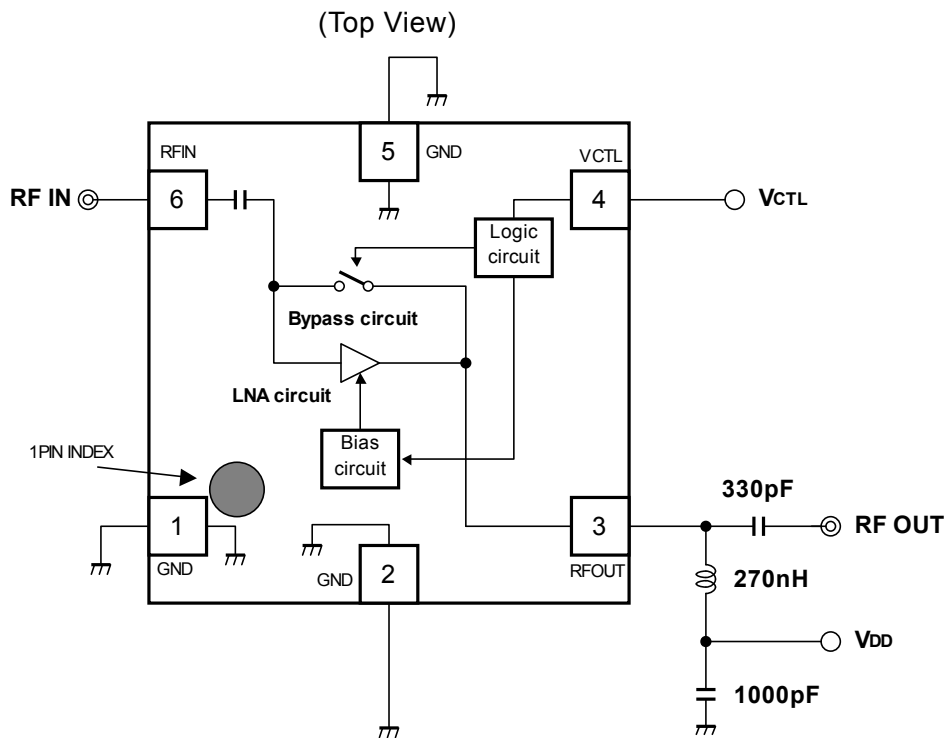 (Top View)
RFIN
5
GND
VCTL
RF IN
6
4
VCTL
Logic
circuit
Bypass circuit
LNA circuit
Bias
circuit
1PIN INDEX
330pF
1
3
RF OUT
GND
GND
2
RFOUT
270nH
VDD
1000pF